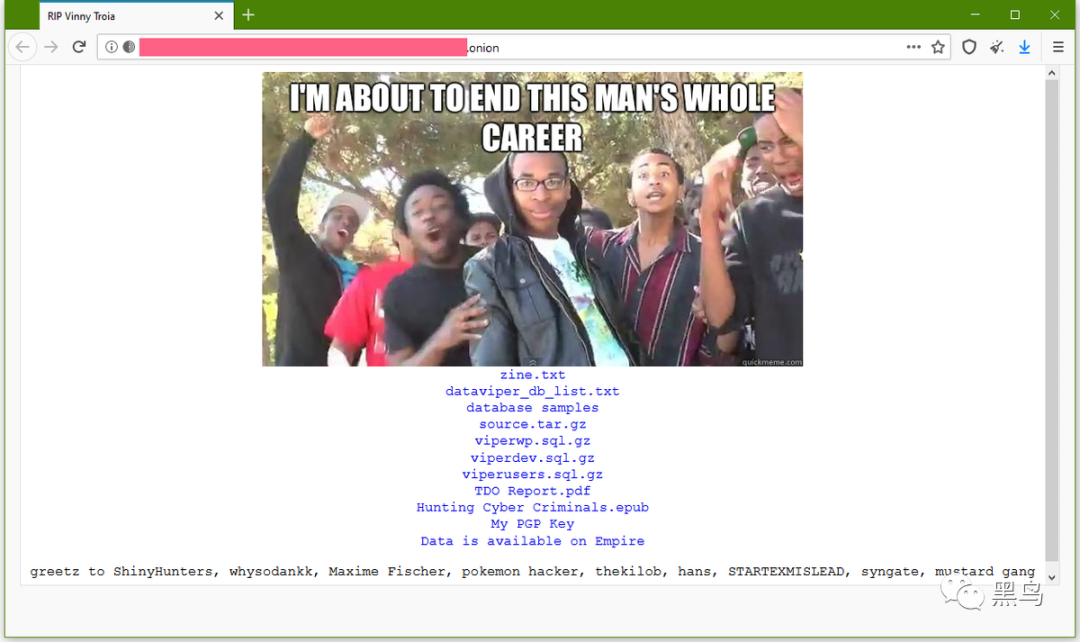 RIP Vinny Troia
.onion
I'M ABOUT TO END THIS MAN'S WHOLE
CAREER
quickmeme.com
zine.txt
dataviper_db_list.txt
database samples
source.tar.gz
viperwp.sql.gz
viperdev.sql.gz
viperusers.sql.gz
TDO Report.pdf
Hunting Cyber Criminals.epub
My PGP Key
Data is available on Empire
greetz to ShinyHunters, whysodankk, Maxime Fischer, pokemon hacker, thekilob, hans, STARTEXMISLEAD, syngate, mustard gang
黑鸟